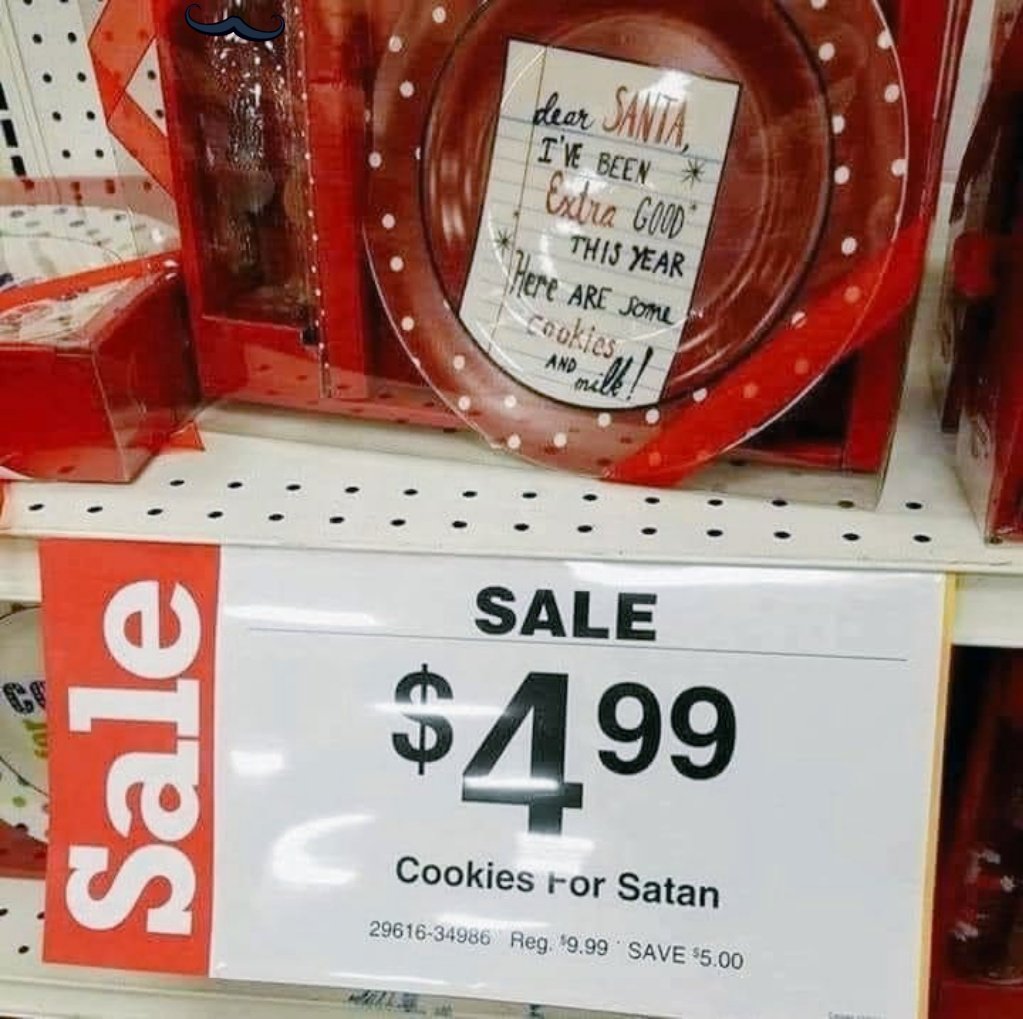 dear SANTA,
I'VE BEEN
Extra GOOD
THIS YEAR
Here ARE some
cookies
AND milk!
Sale
SALE
$4.99
Cookies For Satan
29616-34986 Reg. $9.99 SAVE $5.00